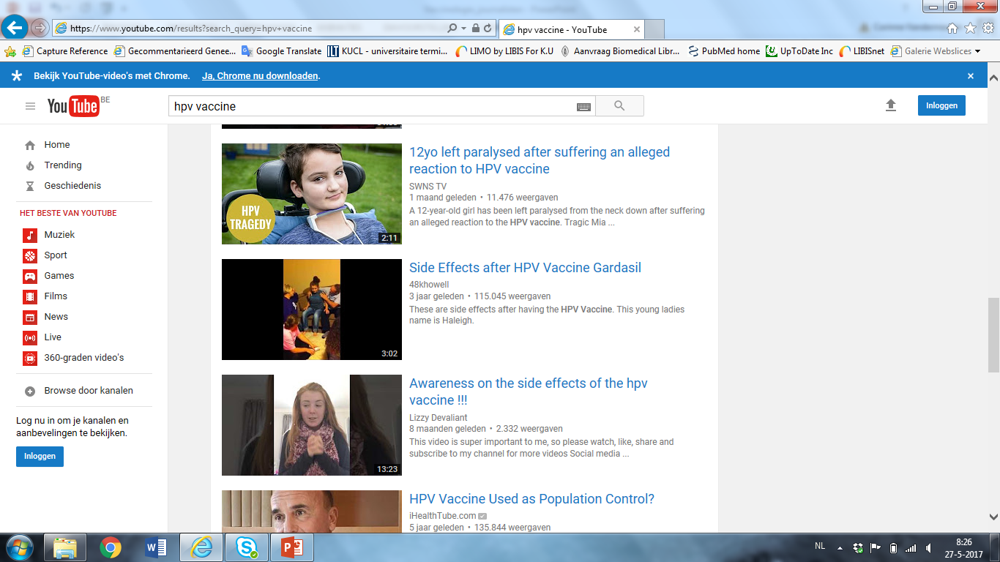 https://www.youtube.com/results?search_query=hpv+vaccine
hpv vaccine - YouTube
Capture Reference
Gecommentarieerd Genee...
Google Translate
KUCL - universitaire termi...
LIMO by LIBIS For K.U
Aanvraag Biomedical Libr...
PubMed home
UpToDate Inc
LIBISnet
Galerie Webslices
Bekijk YouTube-video's met Chrome. Ja, Chrome nu downloaden.
YouTube BE
hpv vaccine
Inloggen
Home
Trending
Geschiedenis
HET BESTE VAN YOUTUBE
Muziek
Sport
Games
Films
News
Live
360-graden video's
Browse door kanalen
Log nu in om je kanalen en
aanbevelingen te bekijken.
Inloggen
HPV
TRAGEDY
2:11
12yo left paralysed after suffering an alleged
reaction to HPV vaccine
SWNS TV
1 maand geleden • 11.476 weergaven
A 12-year-old girl has been left paralysed from the neck down after suffering
an alleged reaction to the HPV vaccine. Tragic Mia ...
3:02
Side Effects after HPV Vaccine Gardasil
48khowell
3 jaar geleden • 115.045 weergaven
These are side effects after having the HPV Vaccine. This young ladies
name is Haleigh.
13:23
Awareness on the side effects of the hpv
vaccine !!!
Lizzy Devaliant
8 maanden geleden • 2.332 weergaven
This video is super important to me, so please watch, like, share and
subscribe to my channel for more videos Social media ...
HPV Vaccine Used as Population Control?
iHealthTube.com
5 jaar geleden • 135.844 weergaven
NL
8:26
27-5-2017